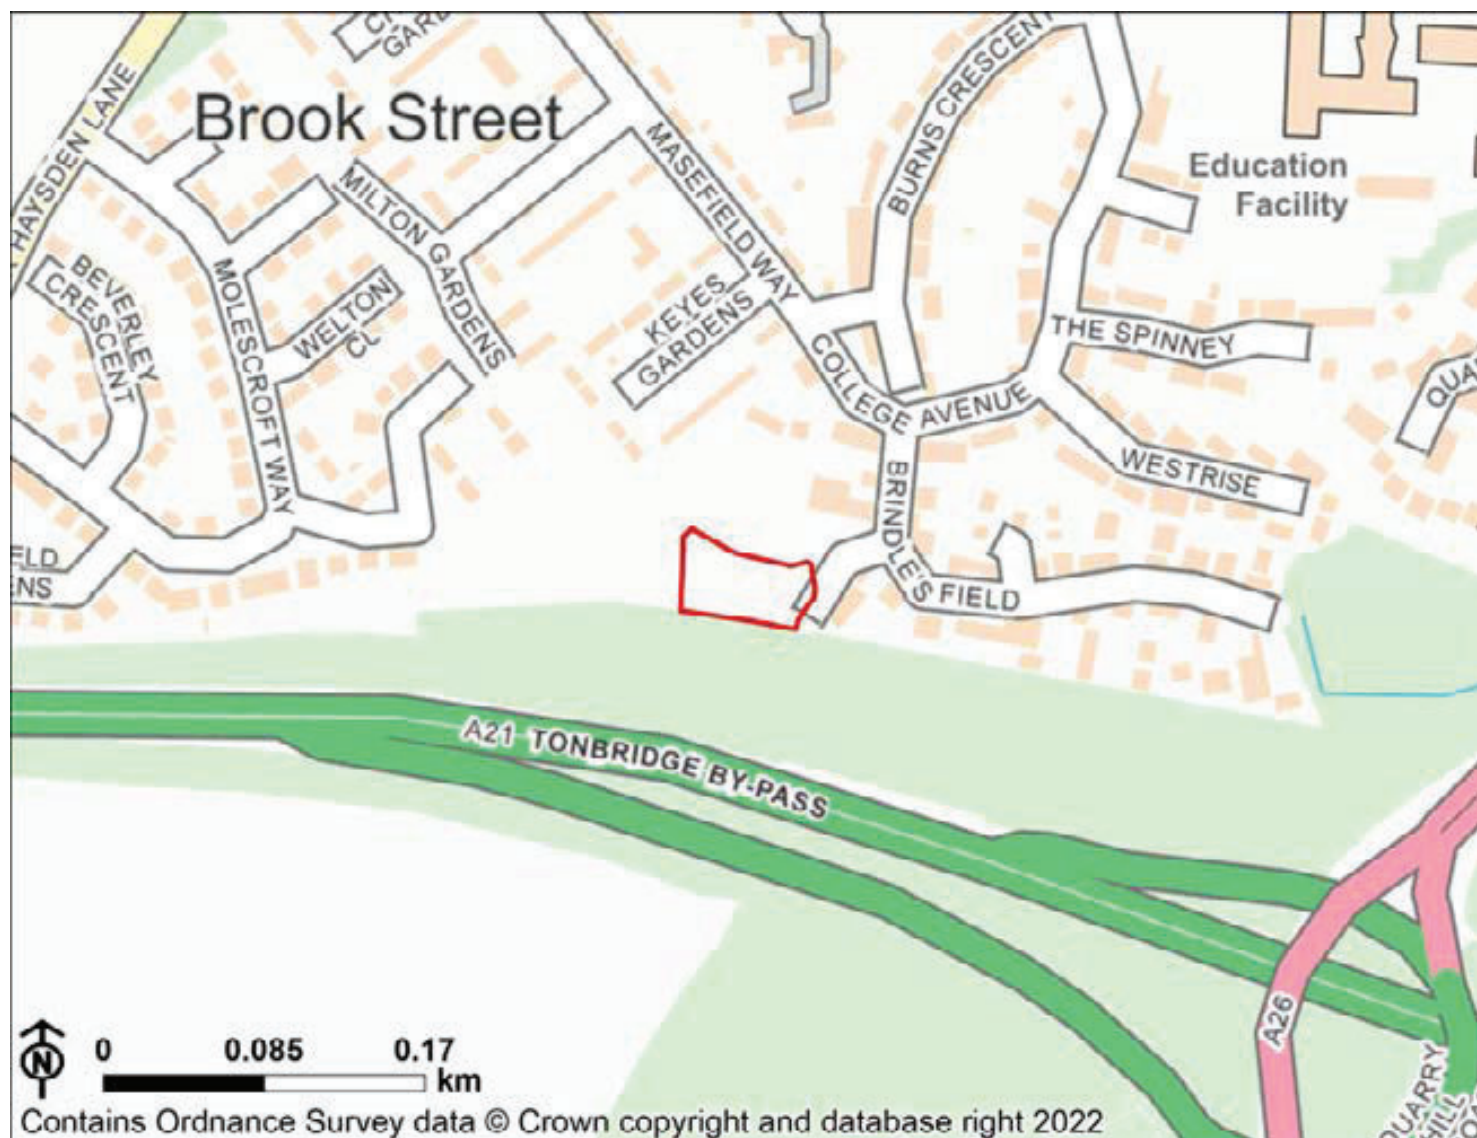 Brook Street
HAYSDEN LANE
MILTON GARDENS
MASEFIELD WAY
BURNS CRESCENT
Education
Facility
BEVERLEY
CRESCENT
MOLESCROFT WAY
WELTON
CL
KEYES
GARDENS
THE SPINNEY
COLLEGE AVENUE
WESTRISE
BRINDLE'S FIELD
A21 TONBRIDGE BY-PASS
A26
QUARRY
HILL
N
0 0.085 0.17
km
Contains Ordnance Survey data © Crown copyright and database right 2022